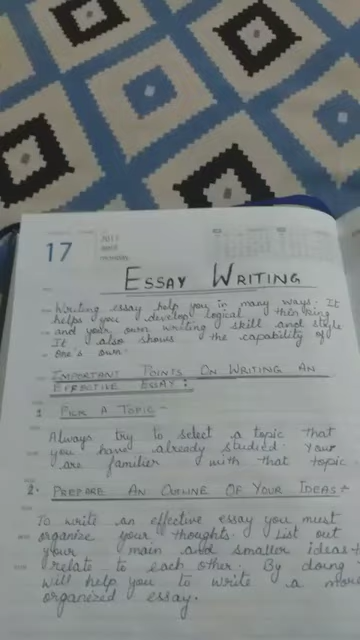 17
2017
april
monday
ESSAY WRITING
Writing essay help you in many ways. It
helps you develop logical thinking
and your own writing skill and style
It also shows the capability of
one's own.
IMPORTANT POINTS ON WRITING AN
EFFECTIVE ESSAY:
1 PICK A TOPIC -
Always try to select a topic that
you have already studied. Your
are familier with that topic
2. PREPARE AN OUTLINE OF YOUR IDEAS
To write an effective essay you must
organize your thoughts. List out
your main and smaller ideas
relate to each other. By doing
will help you to write a more
organized essay.